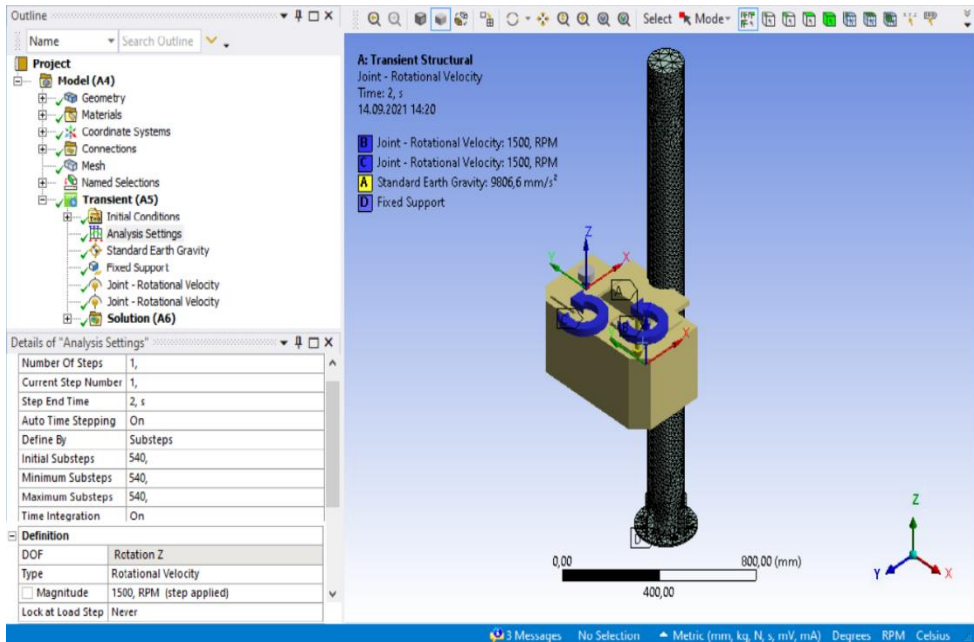 Outline
Name
Search Outline
Project
Model (A4)
Geometry
Materials
Coordinate Systems
Connections
Mesh
Named Selections
Transient (A5)
Initial Conditions
Analysis Settings
Standard Earth Gravity
Fixed Support
Joint - Rotational Velocity
Joint - Rotational Velocity
Solution (A6)
Details of "Analysis Settings"
Number Of Steps 1,
Current Step Number 1,
Step End Time 2, s
Auto Time Stepping On
Define By Substeps
Initial Substeps 540,
Minimum Substeps 540,
Maximum Substeps 540,
Time Integration On
Definition
DOF Rotation Z
Type Rotational Velocity
Magnitude 1500, RPM (step applied)
Lock at Load Step Never
Select Mode
A: Transient Structural
Joint - Rotational Velocity
Time: 2, s
14.09.2021 14:20
B Joint - Rotational Velocity: 1500, RPM
C Joint - Rotational Velocity: 1500, RPM
A Standard Earth Gravity: 9806,6 mm/s²
D Fixed Support
Z
Y
X
A
B
X
D
0,00
800,00 (mm)
400,00
Z
Y
X
3 Messages No Selection Metric (mm, kg, N, s, mV, mA) Degrees RPM Celsius